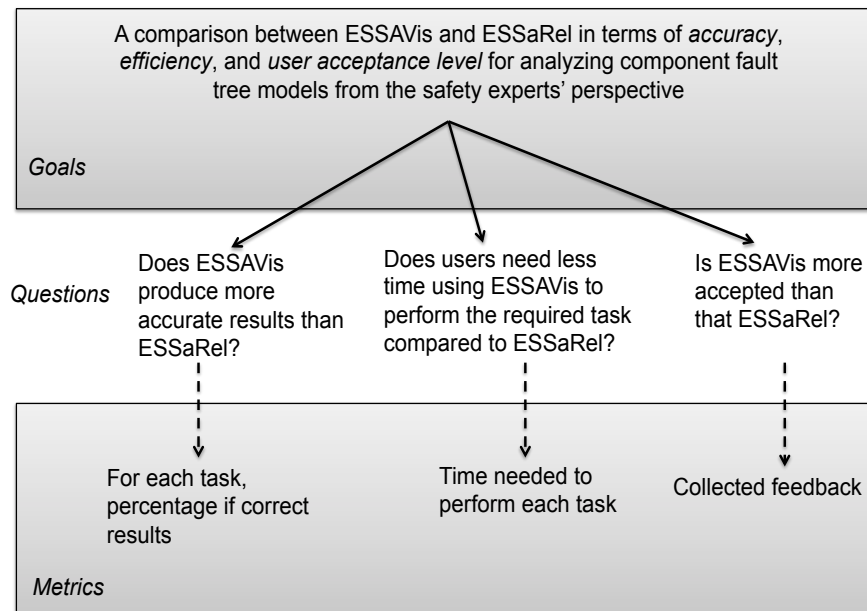 A comparison between ESSAVis and ESSaRel in terms of accuracy,
efficiency, and user acceptance level for analyzing component fault
tree models from the safety experts’ perspective
Goals
Questions
Does ESSAVis
produce more
accurate results than
ESSaRel?
Does users need less
time using ESSAVis to
perform the required task
compared to ESSaRel?
Is ESSAVis more
accepted than
that ESSaRel?
For each task,
percentage if correct
results
Time needed to
perform each task
Collected feedback
Metrics